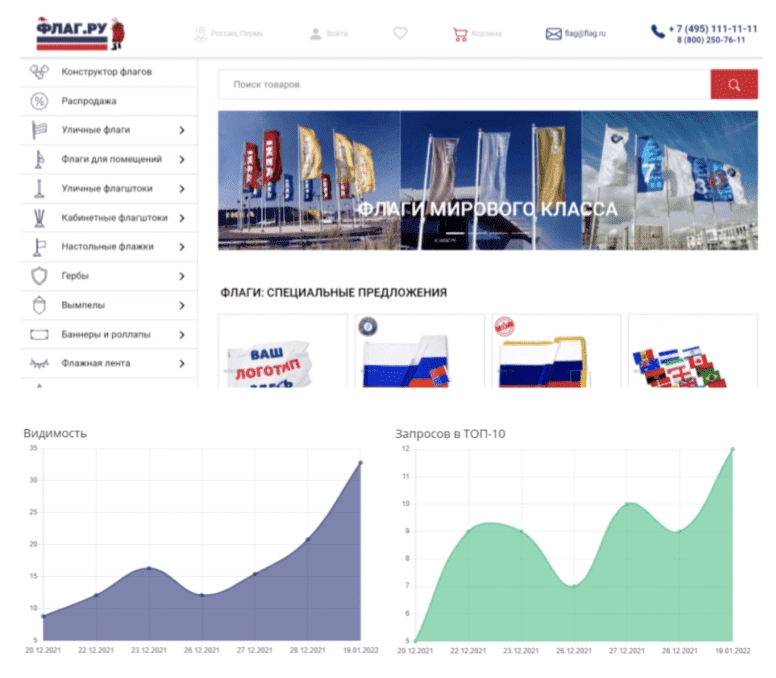 ФЛАГ.РУ
Россия, Пермь
Войти
Корзина
flag@flag.ru
+ 7 (495) 111-11-11
8 (800) 250-76-11
Конструктор флагов
Распродажа
Уличные флаги
Флаги для помещений
Уличные флагштоки
Кабинетные флагштоки
Настольные флажки
Гербы
Вымпелы
Баннеры и роллапы
Флажная лента
Поиск товаров
IKEA
ФЛАГИ МИРОВОГО КЛАССА
ФЛАГИ: СПЕЦИАЛЬНЫЕ ПРЕДЛОЖЕНИЯ
ВАШ
ЛОГОТИП
ЗДЕСЬ
Видимость
35
30
25
20
15
10
5
20.12.2021 22.12.2021 23.12.2021 26.12.2021 27.12.2021 28.12.2021 19.01.2022
Запросов в ТОП-10
12
11
10
9
8
7
6
5
20.12.2021 22.12.2021 23.12.2021 26.12.2021 27.12.2021 28.12.2021 19.01.2022